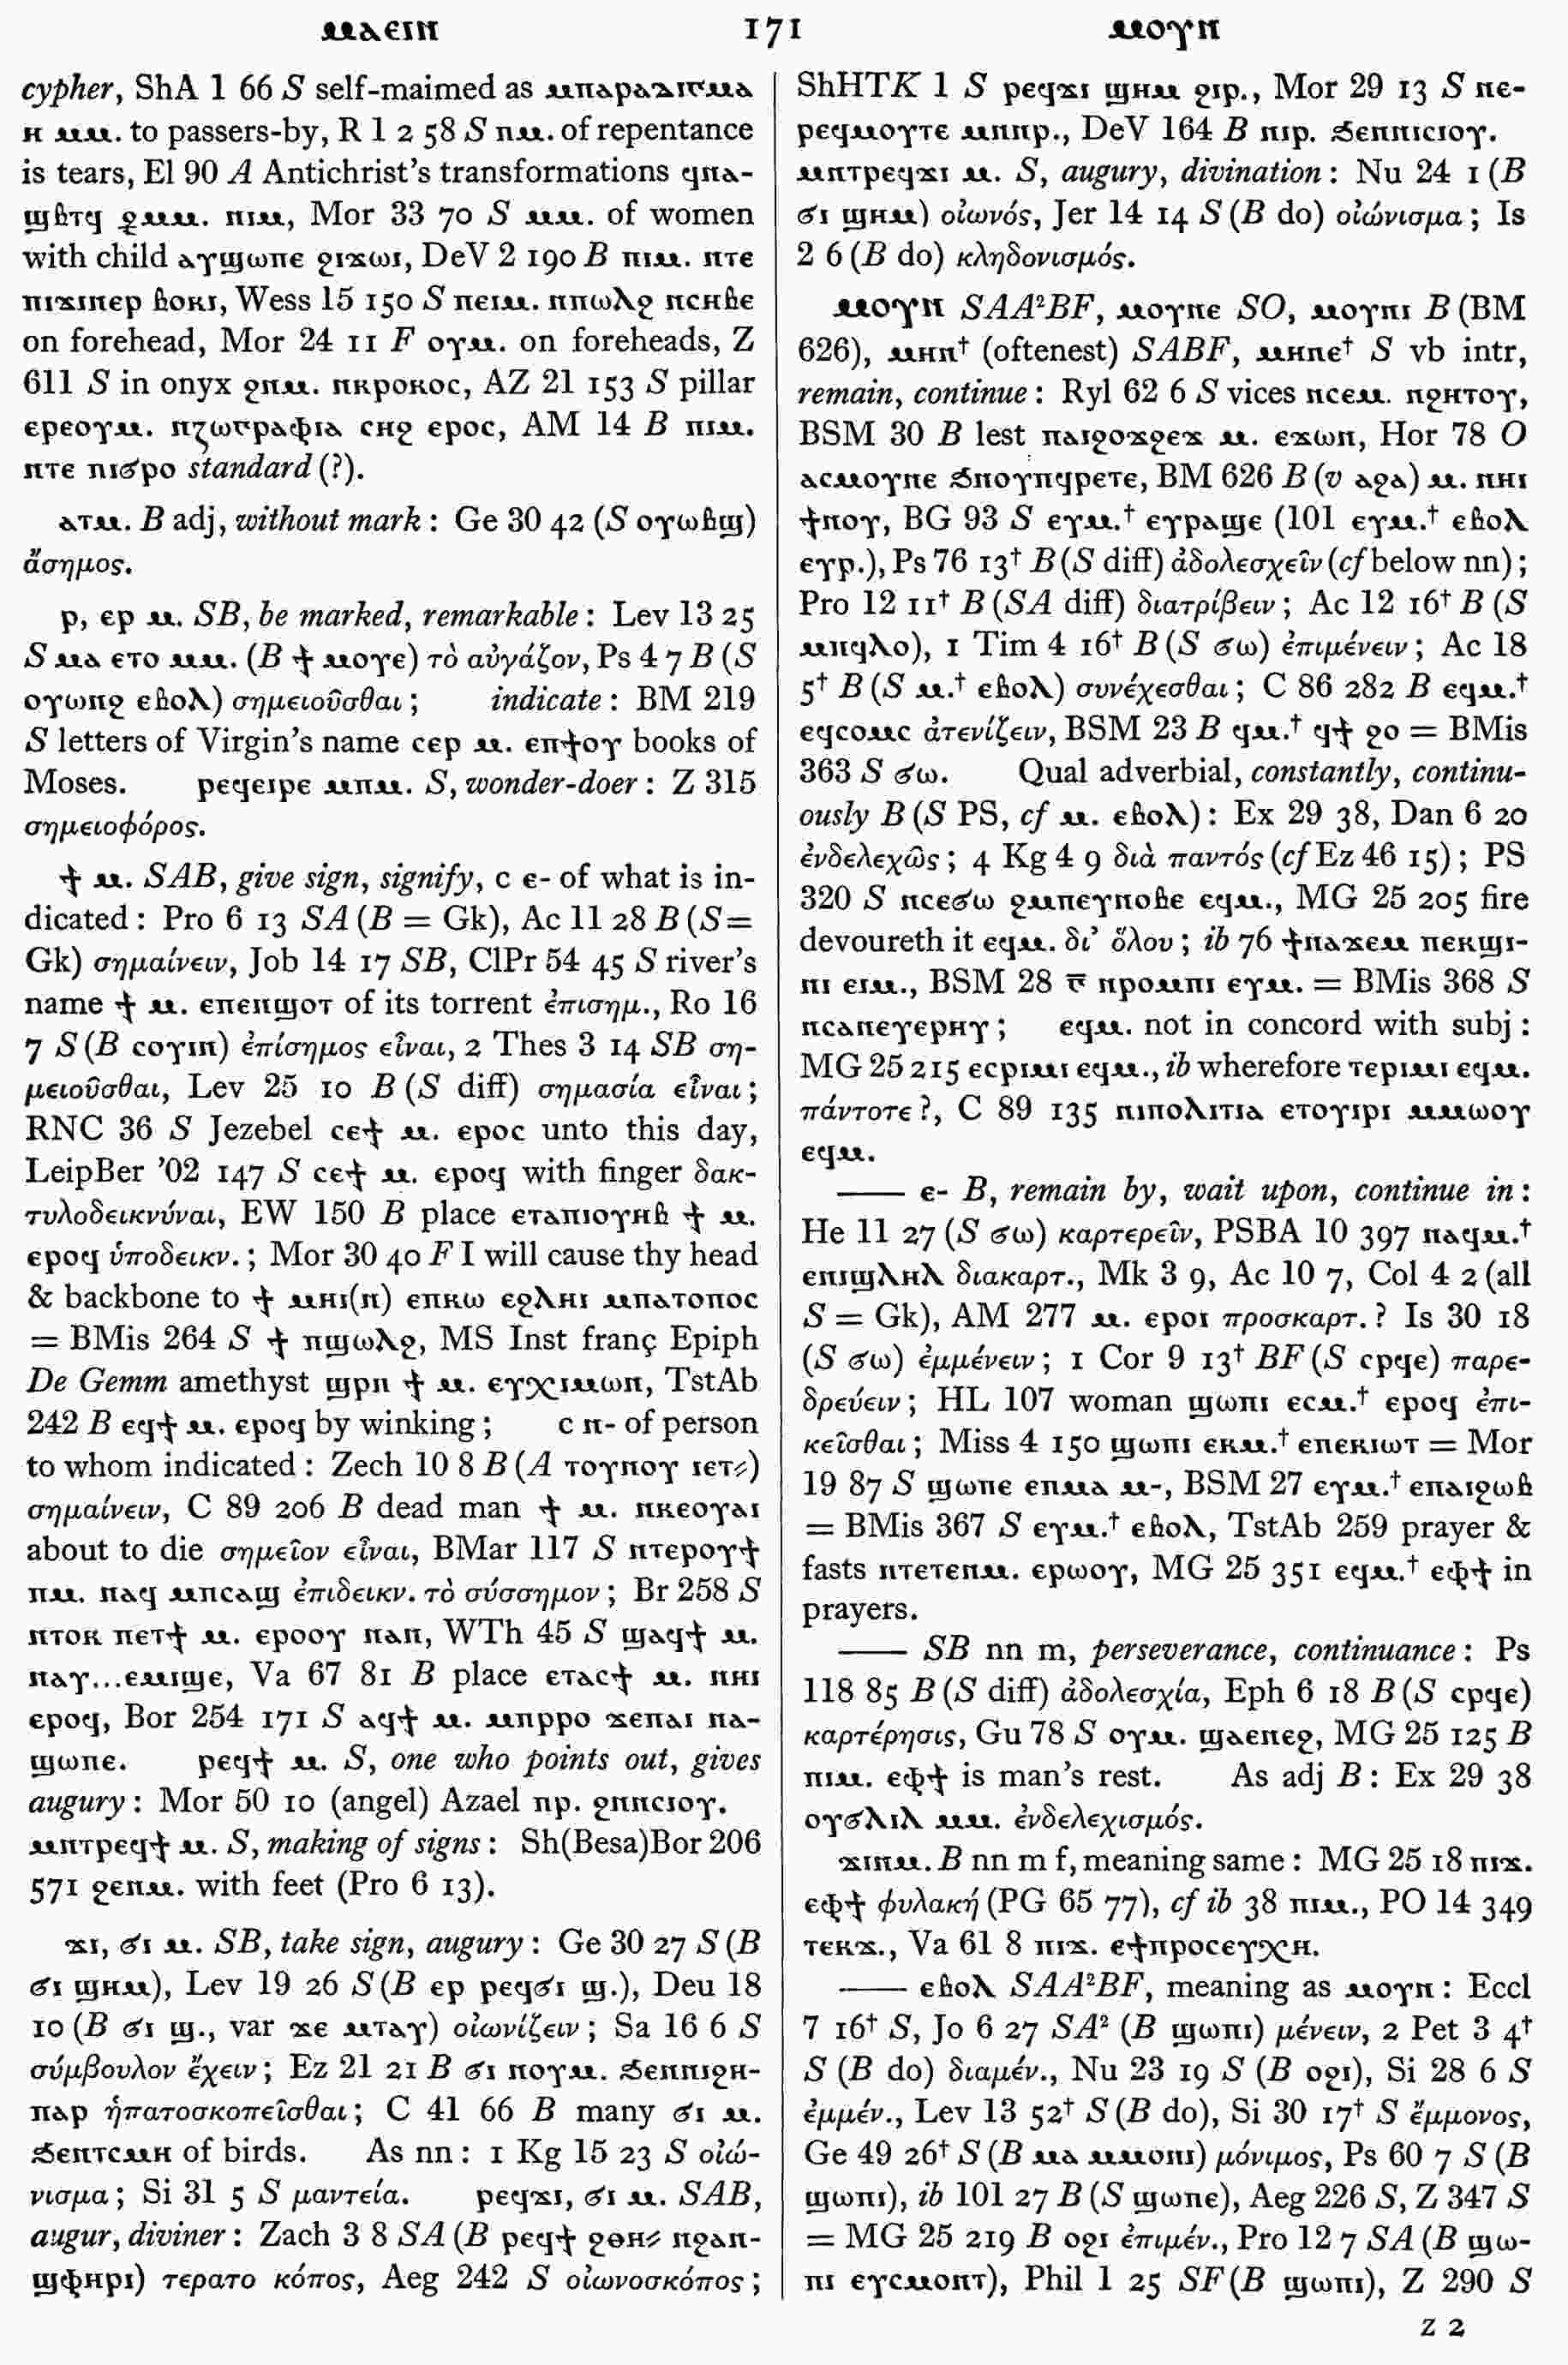 ⲙⲁⲉⲓⲛ 171 ⲙⲟⲩⲛ
cypher, ShA 1 66 S self-maimed as ⲙⲡⲁⲣⲁⲇⲓⲅⲙⲁ
ⲏ ⲙⲙ. to passers-by, R 1 2 58 S ⲡⲙ. of repentance
is tears, El 90 A Antichrist's transformations ϥⲛⲁ-
ϣⲃⲧϥ ϩⲙⲙ. ⲛⲓⲙ, Mor 33 70 S ⲙⲙ. of women
with child ⲁⲩϣⲱⲡⲉ ϩⲓϫⲱⲓ, DeV 2 190 B ⲡⲓⲙ. ⲛⲧⲉ
ⲡⲓϫⲓⲛⲉⲣ ⲃⲟⲕⲓ, Wess 15 150 S ⲡⲉⲓⲙ. ⲛⲡⲱⲗϩ ⲛⲥⲏⲃⲉ
on forehead, Mor 24 11 F ⲟⲩⲙ. on foreheads, Z
611 S in onyx ϩⲛⲙ. ⲛⲕⲣⲟⲕⲟⲥ, AZ 21 153 S pillar
ⲉⲣⲉⲟⲩⲙ. ⲛⲍⲱⲅⲣⲁⲫⲓⲁ ⲥⲏϩ ⲉⲣⲟⲥ, AM 14 B ⲡⲓⲙ.
ⲛⲧⲉ ⲡⲓϭⲣⲟ standard (?).
ⲁⲧⲙ. B adj, without mark : Ge 30 42 (S ⲟⲩⲱⲃϣ)
ἄσημος.
ⲣ, ⲉⲣ ⲙ. SB, be marked, remarkable : Lev 13 25
S ⲙⲁ ⲉⲧⲟ ⲙⲙ. (B ϯ ⲙⲟⲩⲉ) τὸ αὐγάζον, Ps 4 7 B (S
ⲟⲩⲱⲛϩ ⲉⲃⲟⲗ) σημειοῦσθαι ; indicate : BM 219
S letters of Virgin's name ⲥⲉⲣ ⲙ. ⲉⲡϯⲟⲩ books of
Moses. ⲣⲉϥⲉⲓⲣⲉ ⲙⲡⲙ. S, wonder-doer : Z 315
σημειοφόρος.
ϯ ⲙ. SAB, give sign, signify, c ⲉ- of what is in-
dicated : Pro 6 13 SA (B = Gk), Ac 11 28 B (S =
Gk) σημαίνειν, Job 14 17 SB, ClPr 54 45 S river's
name ϯ ⲙ. ⲉⲡⲉⲛϣⲟⲧ of its torrent ἐπισημ., Ro 16
7 S (B ⲥⲟⲩⲓⲛ) ἐπίσημος εἶναι, 2 Thes 3 14 SB ση-
μειοῦσθαι, Lev 25 10 B (S diff) σημασία εἶναι ;
RNC 36 S Jezebel ⲥⲉϯ ⲙ. ⲉⲣⲟⲥ unto this day,
LeipBer '02 147 S ⲥⲉϯ ⲙ. ⲉⲣⲟϥ with finger δακ-
τυλοδεικνύναι, EW 150 B place ⲉⲧⲁⲡⲓⲟⲩⲏⲃ ϯ ⲙ.
ⲉⲣⲟϥ ὑποδεικν. ; Mor 30 40 F I will cause thy head
& backbone to ϯ ⲙⲏⲓ(ⲛ) ⲉⲡⲕⲱ ⲉϩⲗⲏⲓ ⲙⲡⲁⲧⲟⲡⲟⲥ
= BMis 264 S ϯ ⲡϣⲱⲗϩ, MS Inst franç Epiph
De Gemm amethyst ϣⲣⲡ ϯ ⲙ. ⲉⲩⲭⲓⲙⲱⲛ, TstAb
242 B ⲉϥϯ ⲙ. ⲉⲣⲟϥ by winking ; c ⲛ- of person
to whom indicated : Zech 10 8 B (A ⲧⲟⲩⲛⲟⲩ ⲓⲉⲧ⸗)
σημαίνειν, C 89 206 B dead man ϯ ⲙ. ⲛⲕⲉⲟⲩⲁⲓ
about to die σημεῖον εἶναι, BMar 117 S ⲛⲧⲉⲣⲟⲩϯ
ⲡⲙ. ⲛⲁϥ ⲙⲡⲥⲁϣ ἐπιδεικν. τὸ σύσσημον ; Br 258 S
ⲛⲧⲟⲕ ⲡⲉⲧϯ ⲙ. ⲉⲣⲟⲟⲩ ⲛⲁⲛ, WTh 45 S ϣⲁϥϯ ⲙ.
ⲛⲁⲩ...ⲉⲙⲓϣⲉ, Va 67 81 B place ⲉⲧⲁⲥϯ ⲙ. ⲛⲏⲓ
ⲉⲣⲟϥ, Bor 254 171 S ⲁϥϯ ⲙ. ⲙⲡⲣⲣⲟ ϫⲉⲡⲁⲓ ⲛⲁ-
ϣⲱⲡⲉ. ⲣⲉϥϯ ⲙ. S, one who points out, gives
augury : Mor 50 10 (angel) Azael ⲡⲣ. ϩⲛⲛⲥⲓⲟⲩ.
ⲙⲛⲧⲣⲉϥϯ ⲙ. S, making of signs : Sh(Besa)Bor 206
571 ϩⲉⲛⲙ. with feet (Pro 6 13).
ϫⲓ, ϭⲓ ⲙ. SB, take sign, augury : Ge 30 27 S (B
ϭⲓ ϣⲏⲙ), Lev 19 26 S (B ⲉⲣ ⲣⲉϥϭⲓ ϣ.), Deu 18
10 (B ϭⲓ ϣ., var ϫⲉ ⲙⲧⲁⲩ) οἰωνίζειν ; Sa 16 6 S
σύμβουλον ἔχειν ; Ez 21 21 B ϭⲓ ⲛⲟⲩⲙ. ϧⲉⲛⲡⲓϩⲏ-
ⲡⲁⲣ ἡπατοσκοπεῖσθαι ; C 41 66 B many ϭⲓ ⲙ.
ϧⲉⲛⲧⲥⲙⲏ of birds. As nn : 1 Kg 15 23 S οἰώ-
νισμα ; Si 31 5 S μαντεία. ⲣⲉϥϫⲓ, ϭⲓ ⲙ. SAB,
augur, diviner : Zach 3 8 SA (B ⲣⲉϥϯ ϩⲑⲏ⸗ ⲛϩⲁⲛ-
ϣⲫⲏⲣⲓ) τερατο κόπος, Aeg 242 S οἰωνοσκόπος ;
ShHTK 1 S ⲣⲉϥϫⲓ ϣⲏⲙ ϩⲓⲣ., Mor 29 13 S ⲡⲉ-
ⲣⲉϥⲙⲟⲩⲧⲉ ⲙⲡⲡⲣ., DeV 164 B ⲡⲓⲣ. ϧⲉⲛⲡⲓⲥⲓⲟⲩ.
ⲙⲛⲧⲣⲉϥϫⲓ ⲙ. S, augury, divination : Nu 24 1 (B
ϭⲓ ϣⲏⲙ) οἰωνός, Jer 14 14 S (B do) οἰώνισμα ; Is
2 6 (B do) κληδονισμός.
ⲙⲟⲩⲛ SAA²BF, ⲙⲟⲩⲛⲉ SO, ⲙⲟⲩⲛⲓ B (BM
626), ⲙⲏⲛ† (oftenest) SABF, ⲙⲏⲛⲉ† S vb intr,
remain, continue : Ryl 62 6 S vices ⲛⲥⲉⲙ. ⲛϩⲏⲧⲟⲩ,
BSM 30 B lest ⲡⲁⲓϩⲟϫϩⲉϫ ⲙ. ⲉϫⲱⲛ, Hor 78 O
ⲁⲥⲙⲟⲩⲛⲉ ϧⲛⲟⲩⲛϥⲣⲉⲧⲉ, BM 626 B (v ⲁϩⲁ) ⲙ. ⲛⲏⲓ
ϯⲛⲟⲩ, BG 93 S ⲉⲩⲙ.† ⲉⲩⲣⲁϣⲉ (101 ⲉⲩⲙ.† ⲉⲃⲟⲗ
ⲉⲩⲣ.), Ps 76 13† B (S diff) ἀδολεσχεῖν (cf below nn) ;
Pro 12 11† B (SA diff) διατρίβειν ; Ac 12 16† B (S
ⲙⲡϥⲗⲟ), 1 Tim 4 16† B (S ϭⲱ) ἐπιμένειν ; Ac 18
5† B (S ⲙ.† ⲉⲃⲟⲗ) συνέχεσθαι ; C 86 282 B ⲉϥⲙ.†
ⲉϥⲥⲟⲙⲥ ἀτενίζειν, BSM 23 B ϥⲙ.† ϥϯ ϩⲟ = BMis
363 S ϭⲱ. Qual adverbial, constantly, continu-
ously B (S PS, cf ⲙ. ⲉⲃⲟⲗ) : Ex 29 38, Dan 6 20
ἐνδελεχῶς ; 4 Kg 4 9 διὰ παντός (cf Ez 46 15) ; PS
320 S ⲛⲥⲉϭⲱ ϩⲙⲡⲉⲩⲛⲟⲃⲉ ⲉϥⲙ., MG 25 205 fire
devoureth it ⲉϥⲙ. δι' ὅλου ; ib 76 ϯⲛⲁϫⲉⲙ ⲡⲉⲕϣⲓ-
ⲛⲓ ⲉⲓⲙ., BSM 28 ⲅ̅ ⲛⲣⲟⲙⲡⲓ ⲉⲩⲙ. = BMis 368 S
ⲛⲥⲁⲛⲉⲩⲉⲣⲏⲩ ; ⲉϥⲙ. not in concord with subj :
MG 25 215 ⲉⲥⲣⲓⲙⲓ ⲉϥⲙ., ib wherefore ⲧⲉⲣⲓⲙⲓ ⲉϥⲙ.
πάντοτε ?, C 89 135 ⲛⲓⲡⲟⲗⲓⲧⲓⲁ ⲉⲧⲟⲩⲓⲣⲓ ⲙⲙⲱⲟⲩ
ⲉϥⲙ.
—— ⲉ- B, remain by, wait upon, continue in :
He 11 27 (S ϭⲱ) καρτερεῖν, PSBA 10 397 ⲛⲁϥⲙ.†
ⲉⲡⲓϣⲗⲏⲗ διακαρτ., Mk 3 9, Ac 10 7, Col 4 2 (all
S = Gk), AM 277 ⲙ. ⲉⲣⲟⲓ προσκαρτ. ? Is 30 18
(S ϭⲱ) ἐμμένειν ; 1 Cor 9 13† BF (S ⲥⲣϥⲉ) παρε-
δρεύειν ; HL 107 woman ϣⲱⲡⲓ ⲉⲥⲙ.† ⲉⲣⲟϥ ἐπι-
κεῖσθαι ; Miss 4 150 ϣⲱⲡⲓ ⲉⲕⲙ.† ⲉⲡⲉⲕⲓⲱⲧ = Mor
19 87 S ϣⲱⲡⲉ ⲉⲡⲙⲁ ⲙ-, BSM 27 ⲉⲩⲙ.† ⲉⲡⲁⲓϩⲱⲃ
= BMis 367 S ⲉⲩⲙ.† ⲉⲃⲟⲗ, TstAb 259 prayer &
fasts ⲛⲧⲉⲧⲉⲛⲙ. ⲉⲣⲱⲟⲩ, MG 25 351 ⲉϥⲙ.† ⲉⲫϯ in
prayers.
—— SB nn m, perseverance, continuance : Ps
118 85 B (S diff) ἀδολεσχία, Eph 6 18 B (S ⲥⲣϥⲉ)
καρτέρησις, Gu 78 S ⲟⲩⲙ. ϣⲁⲉⲛⲉϩ, MG 25 125 B
ⲡⲓⲙ. ⲉⲫϯ is man's rest. As adj B : Ex 29 38
ⲟⲩϭⲗⲓⲗ ⲙⲙ. ἐνδελεχισμός.
ϫⲓⲛⲙ. B nn m f, meaning same : MG 25 18 ⲡⲓϫ.
ⲉⲫϯ φυλακή (PG 65 77), cf ib 38 ⲡⲓⲙ., PO 14 349
ⲧⲉⲕϫ., Va 61 8 ⲡⲓϫ. ⲉϯⲡⲣⲟⲥⲉⲩⲭⲏ.
—— ⲉⲃⲟⲗ SAA²BF, meaning as ⲙⲟⲩⲛ : Eccl
7 16† S, Jo 6 27 SA² (B ϣⲱⲡⲓ) μένειν, 2 Pet 3 4†
S (B do) διαμέν., Nu 23 19 S (B ⲟϩⲓ), Si 28 6 S
ἐμμέν., Lev 13 52† S (B do), Si 30 17† S ἔμμονος,
Ge 49 26† S (B ⲙⲁ ⲙⲙⲟⲛⲓ) μόνιμος, Ps 60 7 S (B
ϣⲱⲡⲓ), ib 101 27 B (S ϣⲱⲡⲉ), Aeg 226 S, Z 347 S
= MG 25 219 B ⲟϩⲓ ἐπιμέν., Pro 12 7 SA (B ϣⲱ-
ⲡⲓ ⲉⲩⲥⲙⲟⲛⲧ), Phil 1 25 SF (B ϣⲱⲡⲓ), Z 290 S
Z 2